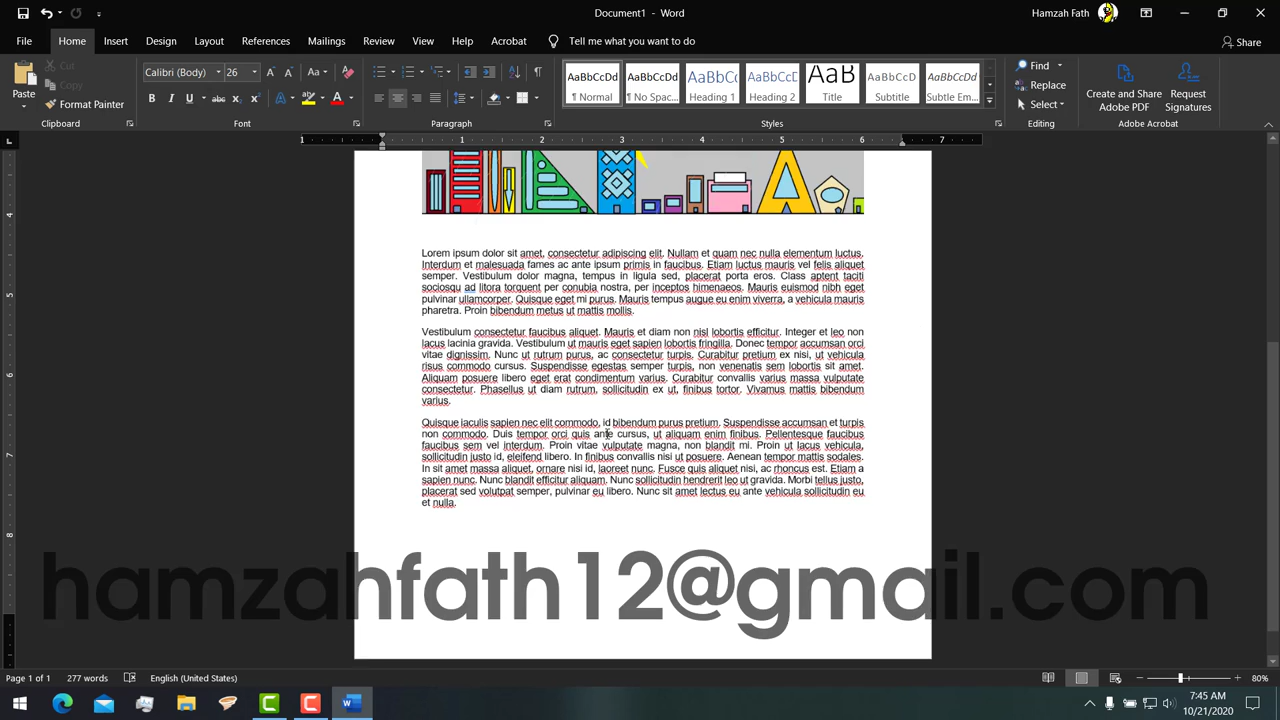 Document1 - Word
Hamzah Fath
File Home Insert Design Layout References Mailings Review View Help Acrobat Tell me what you want to do Share
Paste
Cut
Copy
Format Painter
Clipboard
Calibri (Body) 26
Font
Paragraph
AaBbCcDd AaBbCcDd AaBbC AaBbCcD AaB AaBbCcD AaBbCcDd
¶ Normal ¶ No Spac... Heading 1 Heading 2 Title Subtitle Subtle Em...
Styles
Find
Replace
Select
Editing
Create and Share Adobe PDF
Request Signatures
Adobe Acrobat
1 1 2 3 4 5 6 7
4
5
6
7
8
Lorem ipsum dolor sit amet, consectetur adipiscing elit. Nullam et quam nec nulla elementum luctus.
Interdum et malesuada fames ac ante ipsum primis in faucibus. Etiam luctus mauris vel felis aliquet
semper. Vestibulum dolor magna, tempus in ligula sed, placerat porta eros. Class aptent taciti
sociosqu ad litora torquent per conubia nostra, per inceptos himenaeos. Mauris euismod nibh eget
pulvinar ullamcorper. Quisque eget mi purus. Mauris tempus augue eu enim viverra, a vehicula mauris
pharetra. Proin bibendum metus ut mattis mollis.
Vestibulum consectetur faucibus aliquet. Mauris et diam non nisl lobortis efficitur. Integer et leo non
lacus lacinia gravida. Vestibulum ut mauris eget sapien lobortis fringilla. Donec tempor accumsan orci
vitae dignissim. Nunc ut rutrum purus, ac consectetur turpis. Curabitur pretium ex nisi, ut vehicula
risus commodo cursus. Suspendisse egestas semper turpis, non venenatis sem lobortis sit amet.
Aliquam posuere libero eget erat condimentum varius. Curabitur convallis varius massa vulputate
consectetur. Phasellus ut diam rutrum, sollicitudin ex ut, finibus tortor. Vivamus mattis bibendum
varius.
Quisque iaculis sapien nec elit commodo, id bibendum purus pretium. Suspendisse accumsan et turpis
non commodo. Duis tempor orci quis ante cursus, ut aliquam enim finibus. Pellentesque faucibus
faucibus sem vel interdum. Proin vitae vulputate magna, non blandit mi. Proin ut lacus vehicula,
sollicitudin justo id, eleifend libero. In finibus convallis nisi ut posuere. Aenean tempor mattis sodales.
In sit amet massa aliquet, ornare nisi id, laoreet nunc. Fusce quis aliquet nisi, ac rhoncus est. Etiam a
sapien nunc. Nunc blandit efficitur aliquam. Nunc sollicitudin hendrerit leo ut gravida. Morbi tellus justo,
placerat sed volutpat semper, pulvinar eu libero. Nunc sit amet lectus eu ante vehicula sollicitudin eu
et nulla.
hamzahfath12@gmail.com
Page 1 of 1 277 words English (United States) 80%
7:45 AM
10/21/2020